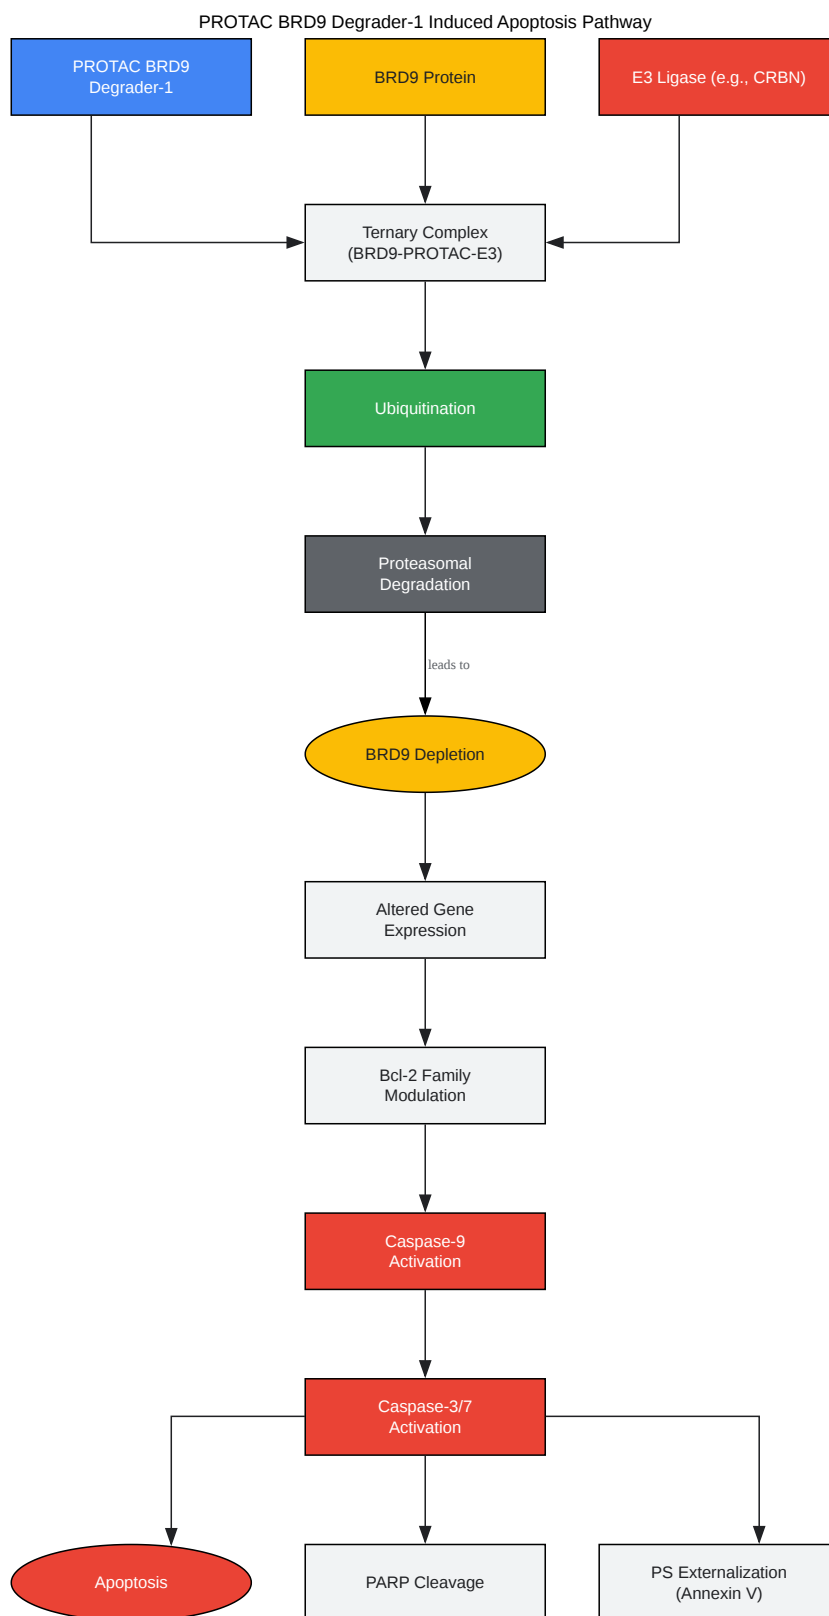 PROTAC BRD9 Degrader-1 Induced Apoptosis Pathway
PROTAC BRD9
Degrader-1
BRD9 Protein
E3 Ligase (e.g., CRBN)
Ternary Complex
(BRD9-PROTAC-E3)
Ubiquitination
Proteasomal
Degradation
leads to
BRD9 Depletion
Altered Gene
Expression
Bcl-2 Family
Modulation
Caspase-9
Activation
Caspase-3/7
Activation
Apoptosis
PARP Cleavage
PS Externalization
(Annexin V)